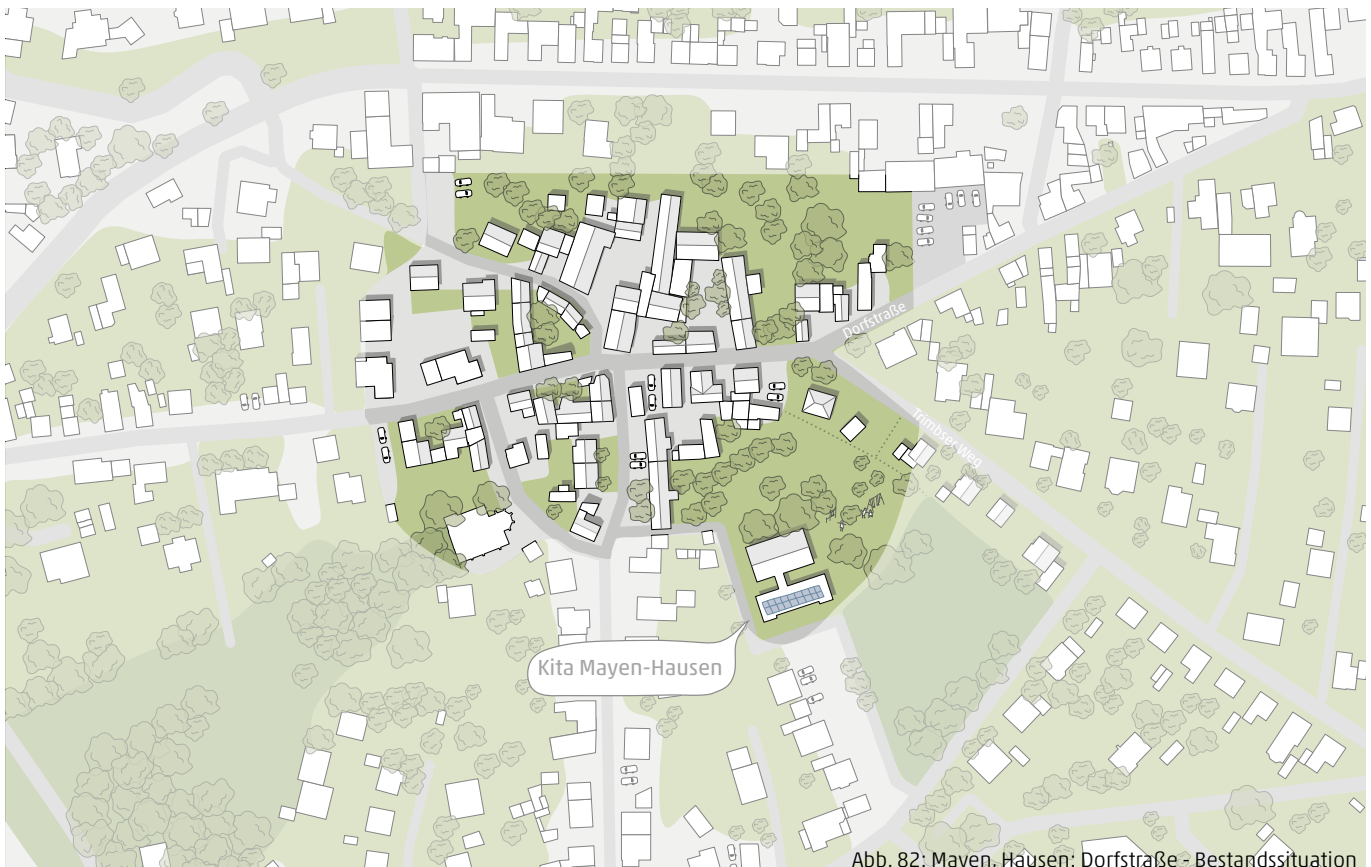 Dorfstraße
Trimbser Weg
Kita Mayen-Hausen
Abb. 82: Mayen, Hausen: Dorfstraße - Bestandssituation